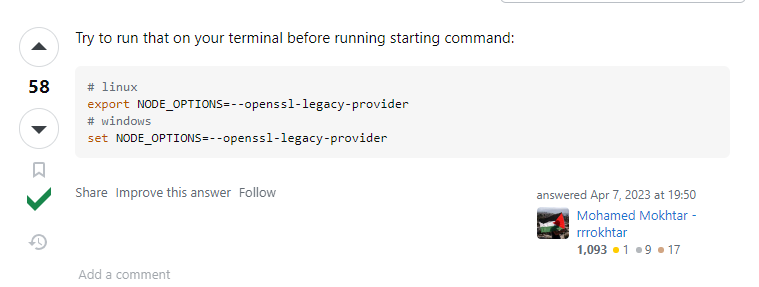 Try to run that on your terminal before running starting command:
58
# linux
export NODE_OPTIONS=--openssl-legacy-provider
# windows
set NODE_OPTIONS=--openssl-legacy-provider
Share Improve this answer Follow
answered Apr 7, 2023 at 19:50
Mohamed Mokhtar -
rrrokhtar
1,093 1 9 17
Add a comment